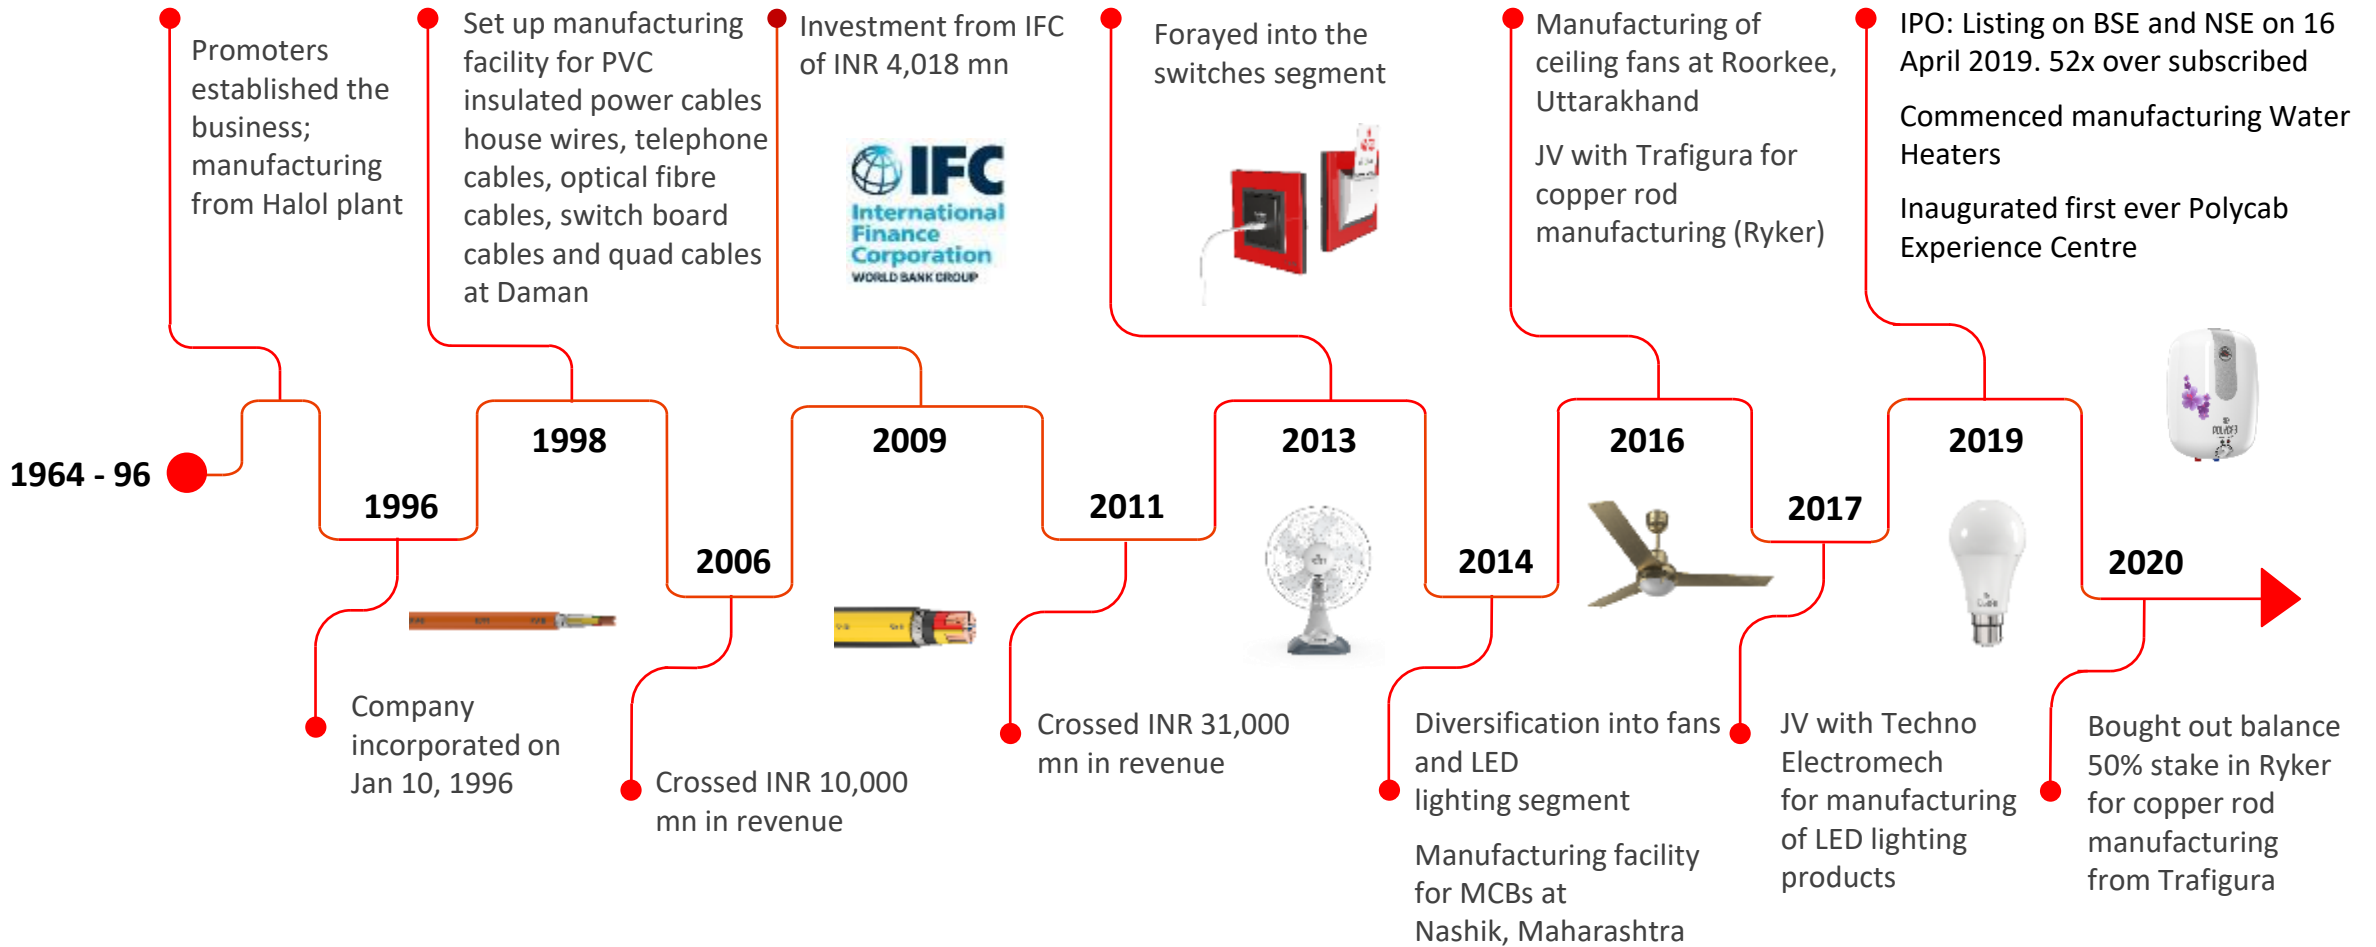 Promoters
established the
business;
manufacturing
from Halol plant
Set up manufacturing
facility for PVC
insulated power cables
house wires, telephone
cables, optical fibre
cables, switch board
cables and quad cables
at Daman
Investment from IFC
of INR 4,018 mn
IFC
International
Finance
Corporation
WORLD BANK GROUP
Forayed into the
switches segment
Manufacturing of
ceiling fans at Roorkee,
Uttarakhand
JV with Trafigura for
copper rod
manufacturing (Ryker)
IPO: Listing on BSE and NSE on 16
April 2019. 52x over subscribed
Commenced manufacturing Water
Heaters
Inaugurated first ever Polycab
Experience Centre
1964 - 96
1996
1998
2006
2009
2011
2013
2014
2016
2017
2019
2020
Company
incorporated on
Jan 10, 1996
Crossed INR 10,000
mn in revenue
Crossed INR 31,000
mn in revenue
Diversification into fans
and LED
lighting segment
Manufacturing facility
for MCBs at
Nashik, Maharashtra
JV with Techno
Electromech
for manufacturing
of LED lighting
products
Bought out balance
50% stake in Ryker
for copper rod
manufacturing
from Trafigura